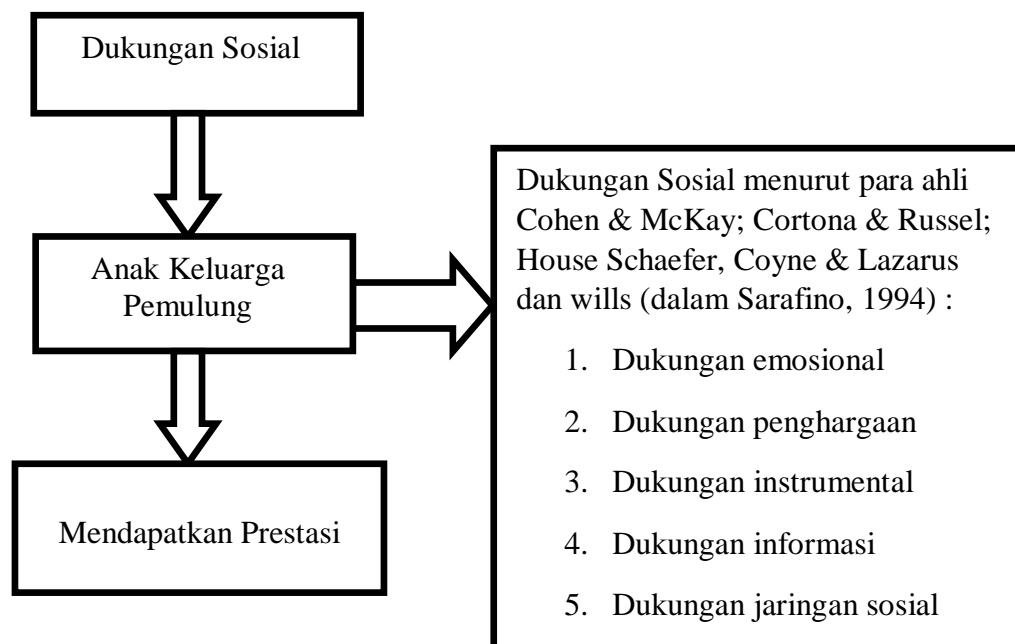 Dukungan Sosial
Anak Keluarga
Pemulung
Mendapatkan Prestasi
Dukungan Sosial menurut para ahli
Cohen & McKay; Cortona & Russel;
House Schaefer, Coyne & Lazarus
dan wills (dalam Sarafino, 1994) :
1. Dukungan emosional
2. Dukungan penghargaan
3. Dukungan instrumental
4. Dukungan informasi
5. Dukungan jaringan sosial